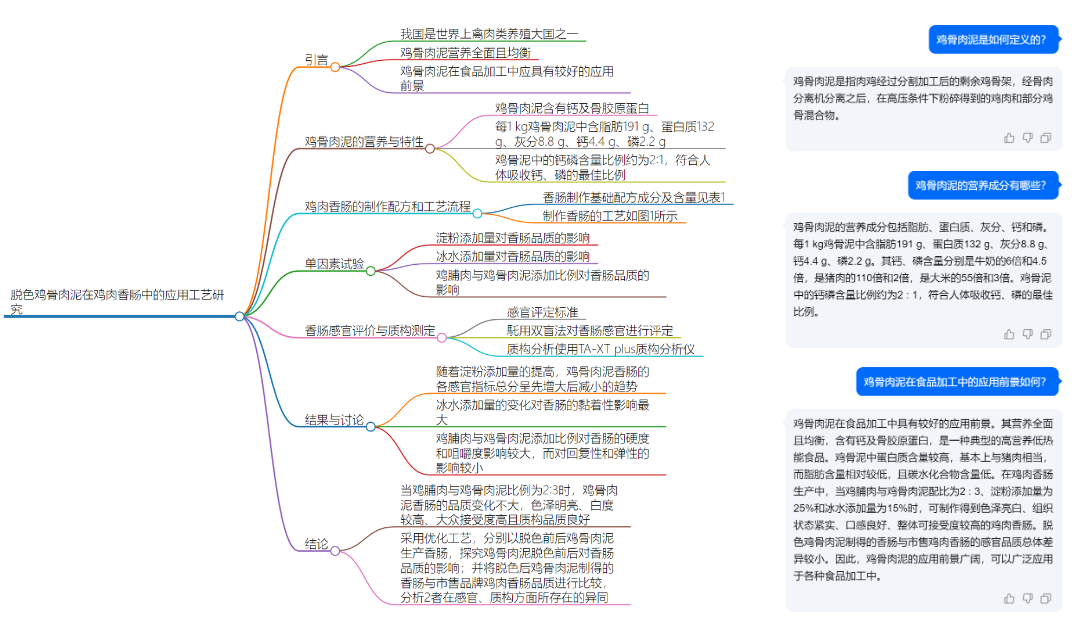 脱色鸡骨肉泥在鸡肉香肠中的应用工艺研
究
引言
我国是世界上禽肉类养殖大国之一
鸡骨肉泥营养全面且均衡
鸡骨肉泥在食品加工中应具有较好的应用
前景
鸡骨肉泥的营养与特性
鸡骨肉泥含有钙及骨胶原蛋白
每1 kg鸡骨肉泥中含脂肪191 g、蛋白质132
g、灰分8.8 g、钙4.4 g、磷2.2 g
鸡骨泥中的钙磷含量比例约为2:1，符合人
体吸收钙、磷的最佳比例
鸡肉香肠的制作配方和工艺流程
香肠制作基础配方成分及含量见表1
制作香肠的工艺如图1所示
单因素试验
淀粉添加量对香肠品质的影响
冰水添加量对香肠品质的影响
鸡脯肉与鸡骨肉泥添加比例对香肠品质的
影响
香肠感官评价与质构测定
感官评定标准
毦用双盲法对香肠感官进行评定
质构分析使用TA-XT plus质构分析仪
结果与讨论
随着淀粉添加量的提高，鸡骨肉泥香肠的
各感官指标总分呈先增大后减小的趋势
冰水添加量的变化对香肠的黏着性影响最
大
鸡脯肉与鸡骨肉泥添加比例对香肠的硬度
和咀嚼度影响较大，而对回复性和弹性的
影响较小
结论
当鸡脯肉与鸡骨肉泥比例为2:3时，鸡骨肉
泥香肠的品质变化不大，色泽明亮、白度
较高、大众接受度高且质构品质良好
采用优化工艺，分别以脱色前后鸡骨肉泥
生产香肠，探究鸡骨肉泥脱色前后对香肠
品质的影响；并将脱色后鸡骨肉泥制得的
香肠与市售品牌鸡肉香肠品质进行比较，
分析2者在感官、质构方面所存在的异同
鸡骨肉泥是如何定义的？
鸡骨肉泥是指肉鸡经过分割加工后的剩余鸡骨架，经骨肉
分离机分离之后，在高压条件下粉碎得到的鸡肉和部分鸡
骨混合物。
鸡骨肉泥的营养成分有哪些？
鸡骨肉泥的营养成分包括脂肪、蛋白质、灰分、钙和磷。
每1 kg鸡骨泥中含脂肪191 g、蛋白质132 g、灰分8.8 g、
钙4.4 g、磷2.2 g。其钙、磷含量分别是牛奶的6倍和4.5
倍，是猪肉的110倍和2倍，是大米的55倍和3倍。鸡骨泥
中的钙磷含量比例约为2：1，符合人体吸收钙、磷的最佳
比例。
鸡骨肉泥在食品加工中的应用前景如何？
鸡骨肉泥在食品加工中具有较好的应用前景。其营养全面
且均衡，含有钙及骨胶原蛋白，是一种典型的高营养低热
能食品。鸡骨泥中蛋白质含量较高，基本上与猪肉相当，
而脂肪含量相对较低，且碳水化合物含量低。在鸡肉香肠
生产中，当鸡脯肉与鸡骨肉泥配比为2：3、淀粉添加量为
25%和冰水添加量为15%时，可制作得到色泽亮白、组织
状态紧实、口感良好、整体可接受度较高的鸡肉香肠。脱
色鸡骨肉泥制得的香肠与市售鸡肉香肠的感官品质总体差
异较小。因此，鸡骨肉泥的应用前景广阔，可以广泛应用
于各种食品加工中。